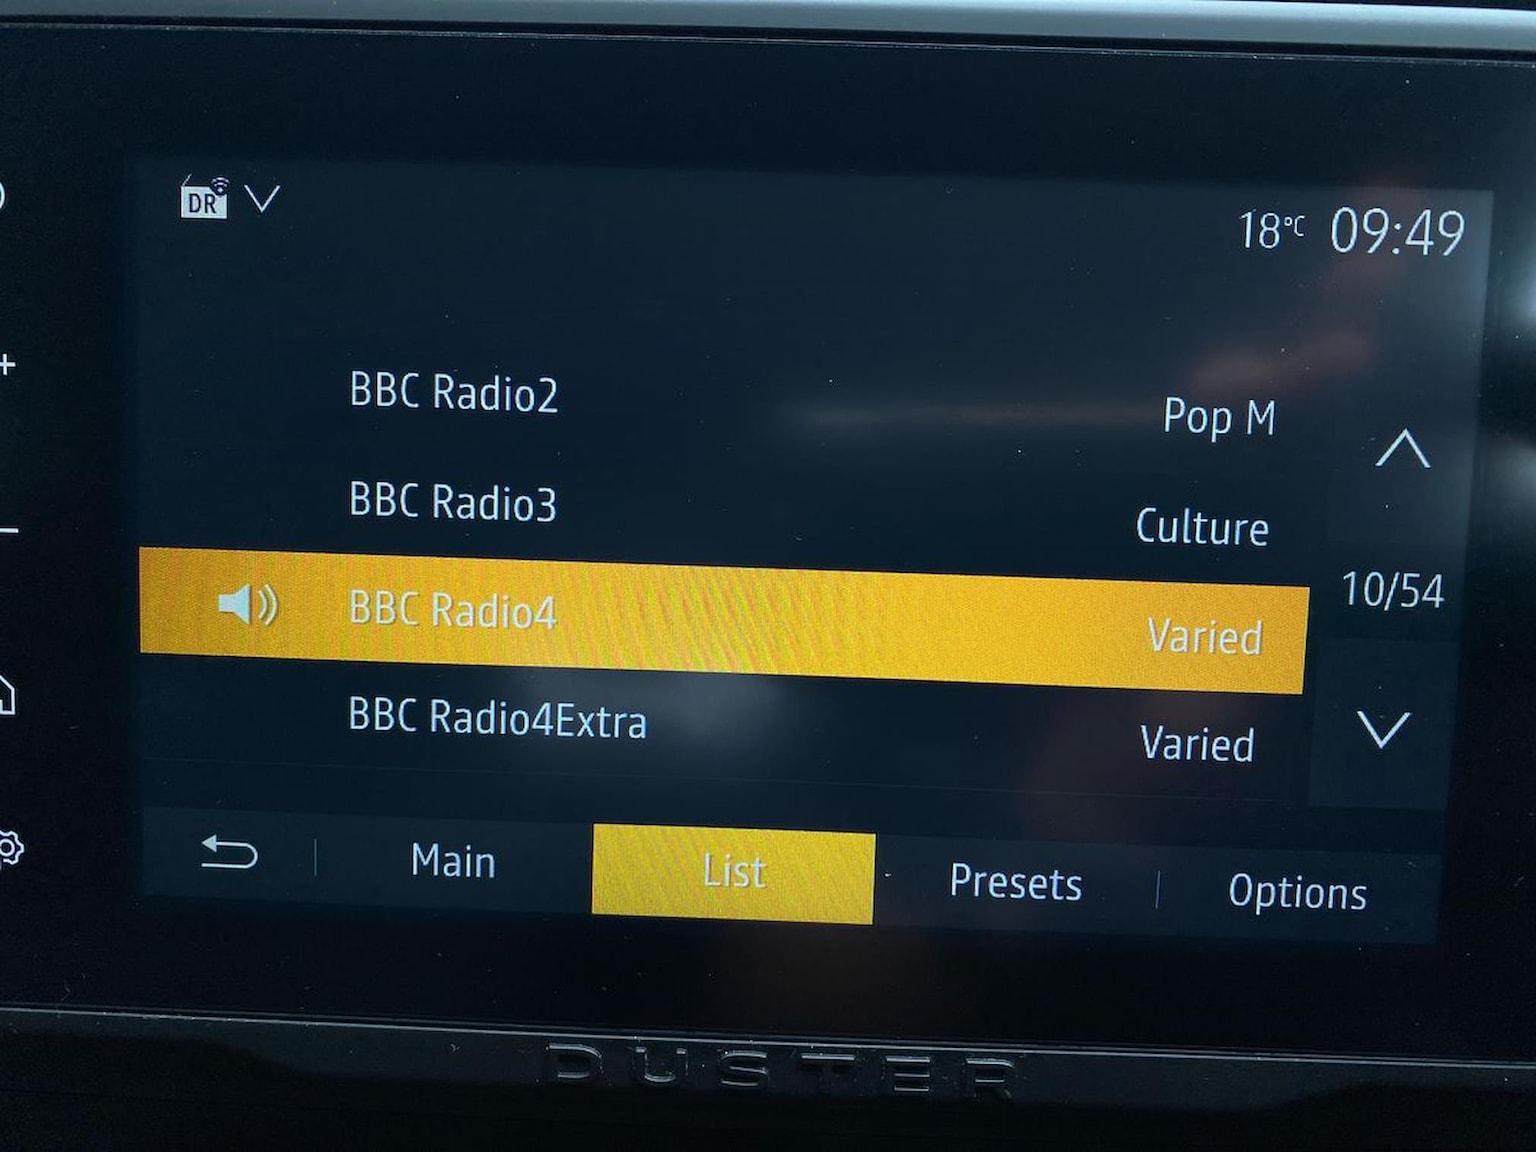 DR
18°C 09:49
BBC Radio2 Pop M
BBC Radio3 Culture
BBC Radio4 Varied
10/54
BBC Radio4Extra Varied
Main List Presets Options
DUSTER